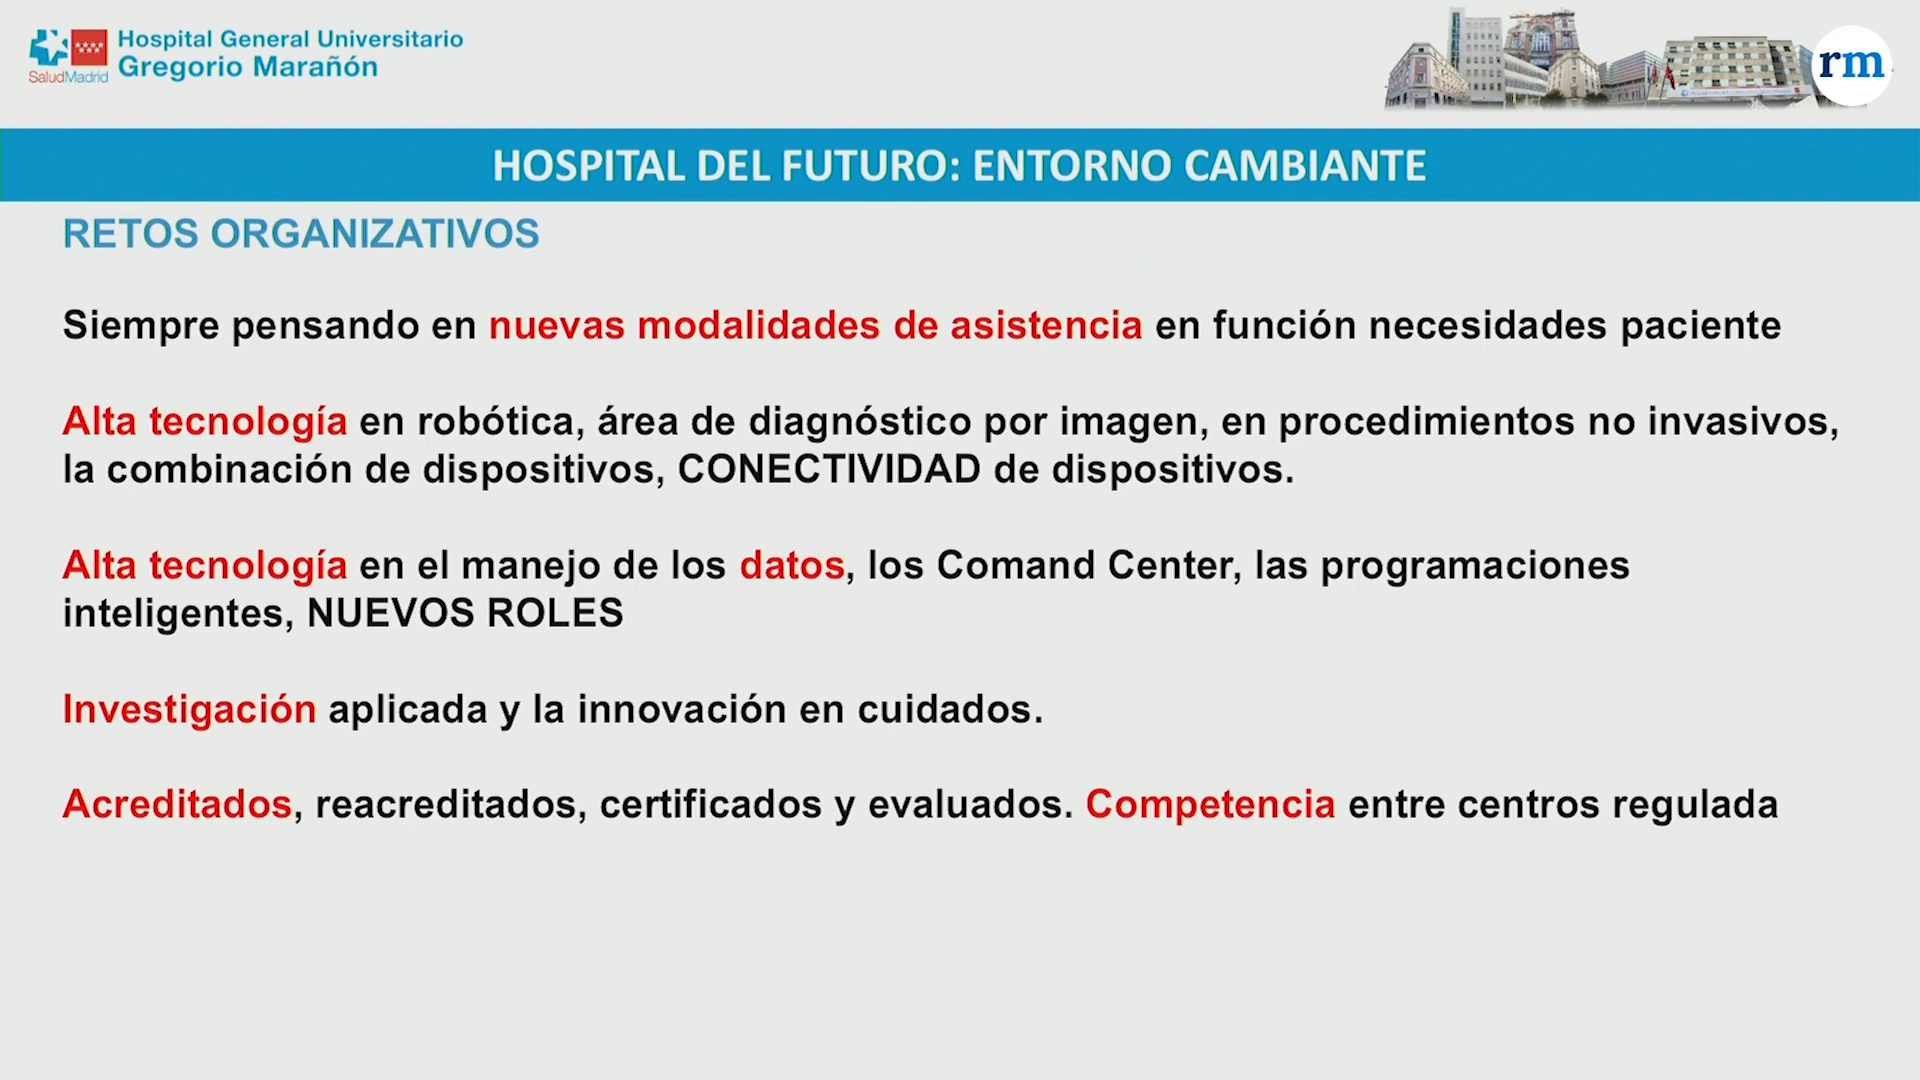 Hospital General Universitario
Gregorio Marañón
SaludMadrid
rm
HOSPITAL DEL FUTURO: ENTORNO CAMBIANTE
RETOS ORGANIZATIVOS
Siempre pensando en nuevas modalidades de asistencia en función necesidades paciente
Alta tecnología en robótica, área de diagnóstico por imagen, en procedimientos no invasivos,
la combinación de dispositivos, CONECTIVIDAD de dispositivos.
Alta tecnología en el manejo de los datos, los Comand Center, las programaciones
inteligentes, NUEVOS ROLES
Investigación aplicada y la innovación en cuidados.
Acreditados, reacreditados, certificados y evaluados. Competencia entre centros regulada